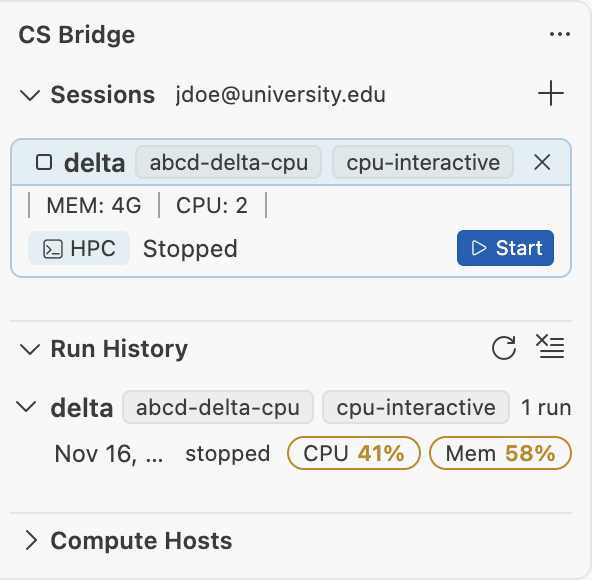 CS Bridge ...
Sessions jdoe@university.edu
delta abcd-delta-cpu cpu-interactive
MEM: 4G CPU: 2
HPC Stopped Start
Run History
delta abcd-delta-cpu cpu-interactive 1 run
Nov 16, ... stopped CPU 41% Mem 58%
Compute Hosts